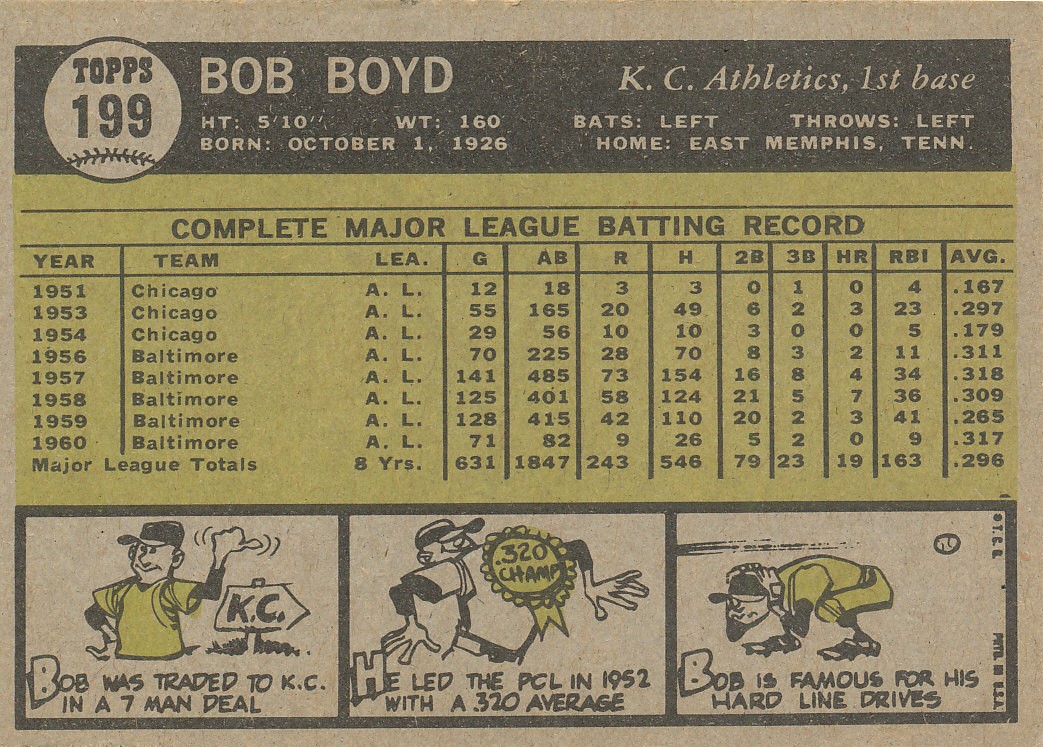 TOPPS
199
BOB BOYD
K. C. Athletics, 1st base
HT: 5'10" WT: 160 BATS: LEFT THROWS: LEFT
BORN: OCTOBER 1, 1926 HOME: EAST MEMPHIS, TENN.
COMPLETE MAJOR LEAGUE BATTING RECORD
YEAR TEAM LEA. G AB R H 2B 3B HR RBI AVG.
1951 Chicago A. L. 12 18 3 3 0 1 0 4 .167
1953 Chicago A. L. 55 165 20 49 6 2 3 23 .297
1954 Chicago A. L. 29 56 10 10 3 0 0 5 .179
1956 Baltimore A. L. 70 225 28 70 8 3 2 11 .311
1957 Baltimore A. L. 141 485 73 154 16 8 4 34 .318
1958 Baltimore A. L. 125 401 58 124 21 5 7 36 .309
1959 Baltimore A. L. 128 415 42 110 20 2 3 41 .265
1960 Baltimore A. L. 71 82 9 26 5 2 0 9 .317
Major League Totals 8 Yrs. 631 1847 243 546 79 23 19 163 .296
K.C.
BOB WAS TRADED TO K.C.
IN A 7 MAN DEAL
.320
CHAMP
HE LED THE PCL IN 1952
WITH A .320 AVERAGE
BOB IS FAMOUS FOR HIS
HARD LINE DRIVES
© T.C.G.
PRTD. IN U.S.A.